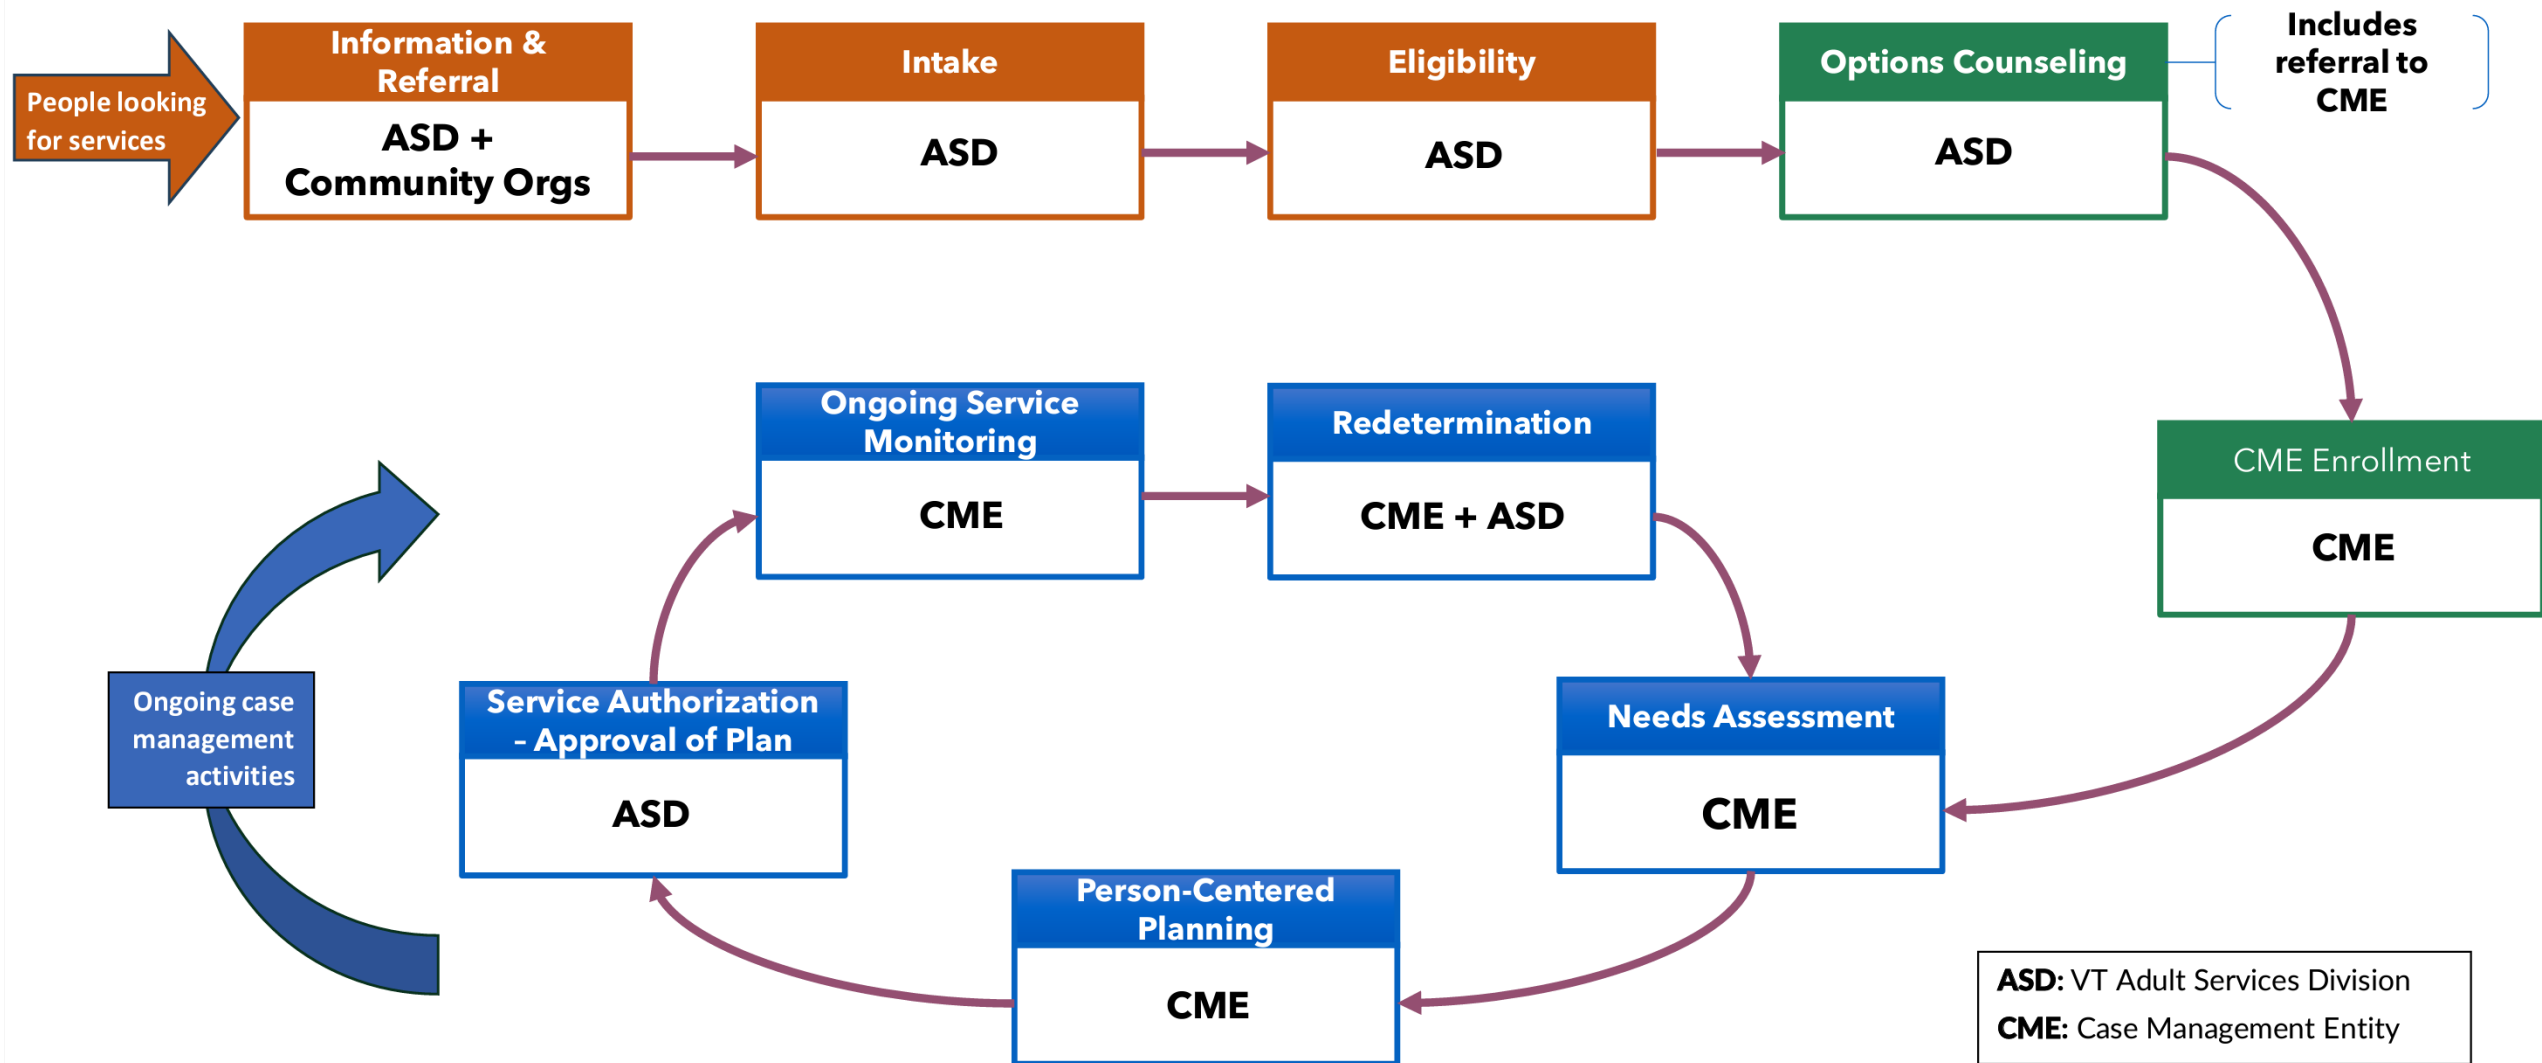 People looking
for services
Information &
Referral
ASD +
Community Orgs
Intake
ASD
Eligibility
ASD
Options Counseling
ASD
Includes
referral to
CME
CME Enrollment
CME
Ongoing Service
Monitoring
CME
Redetermination
CME + ASD
Needs Assessment
CME
Person-Centered
Planning
CME
Service Authorization
– Approval of Plan
ASD
Ongoing case
management
activities
ASD: VT Adult Services Division
CME: Case Management Entity